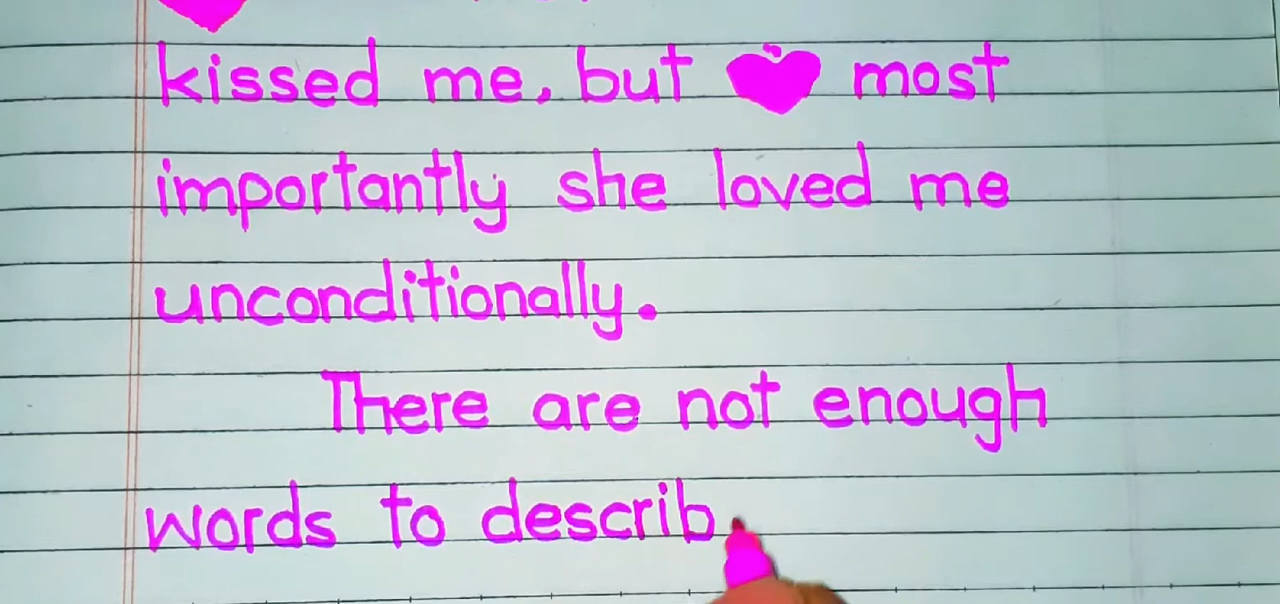 kissed me, but most
importantly she loved me
unconditionally.
There are not enough
words to describ